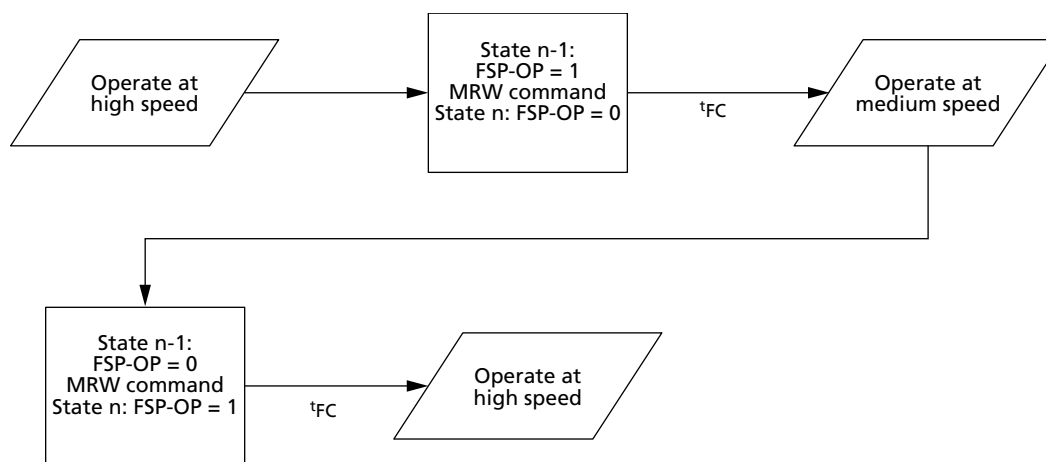 Operate at
high speed
State n-1:
FSP-OP = 1
MRW command
State n: FSP-OP = 0
tFC
Operate at
medium speed
State n-1:
FSP-OP = 0
MRW command
State n: FSP-OP = 1
tFC
Operate at
high speed